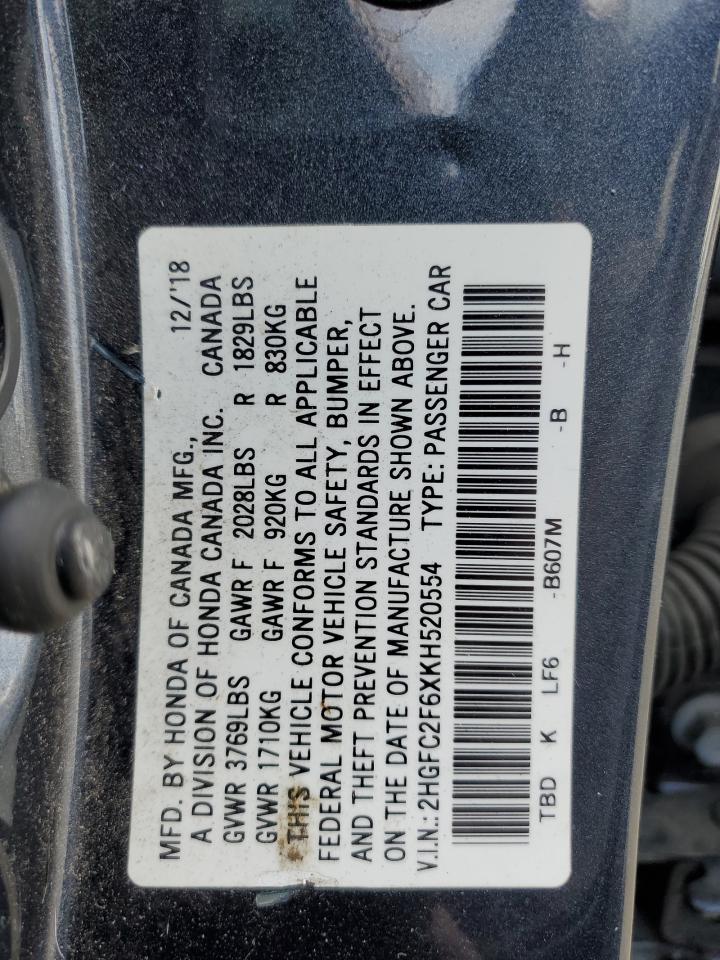 MFD. BY HONDA OF CANADA MFG., 12/'18
A DIVISION OF HONDA CANADA INC. CANADA
GVWR 3769LBS GAWR F 2028LBS R 1829LBS
GVWR 1710KG GAWR F 920KG R 830KG
THIS VEHICLE CONFORMS TO ALL APPLICABLE
FEDERAL MOTOR VEHICLE SAFETY, BUMPER,
AND THEFT PREVENTION STANDARDS IN EFFECT
ON THE DATE OF MANUFACTURE SHOWN ABOVE.
V.I.N.: 2HGFC2F6XKH520554 TYPE: PASSENGER CAR
TBD K LF6 -B607M -B -H